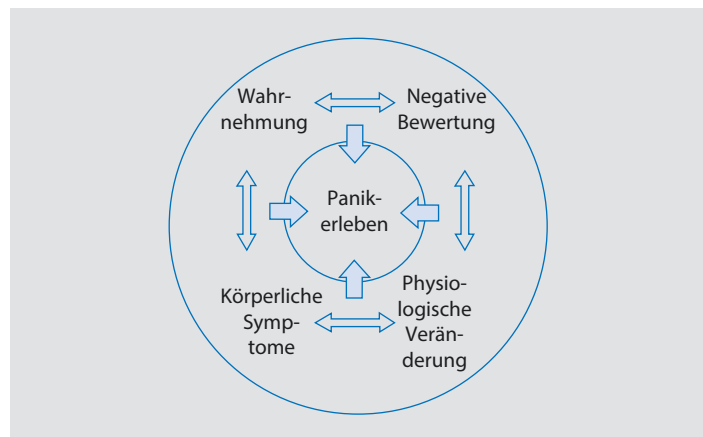 Wahr-
nehmung
Negative
Bewertung
Panik-
erleben
Körperliche
Symp-
tome
Physio-
logische
Verän-
derung